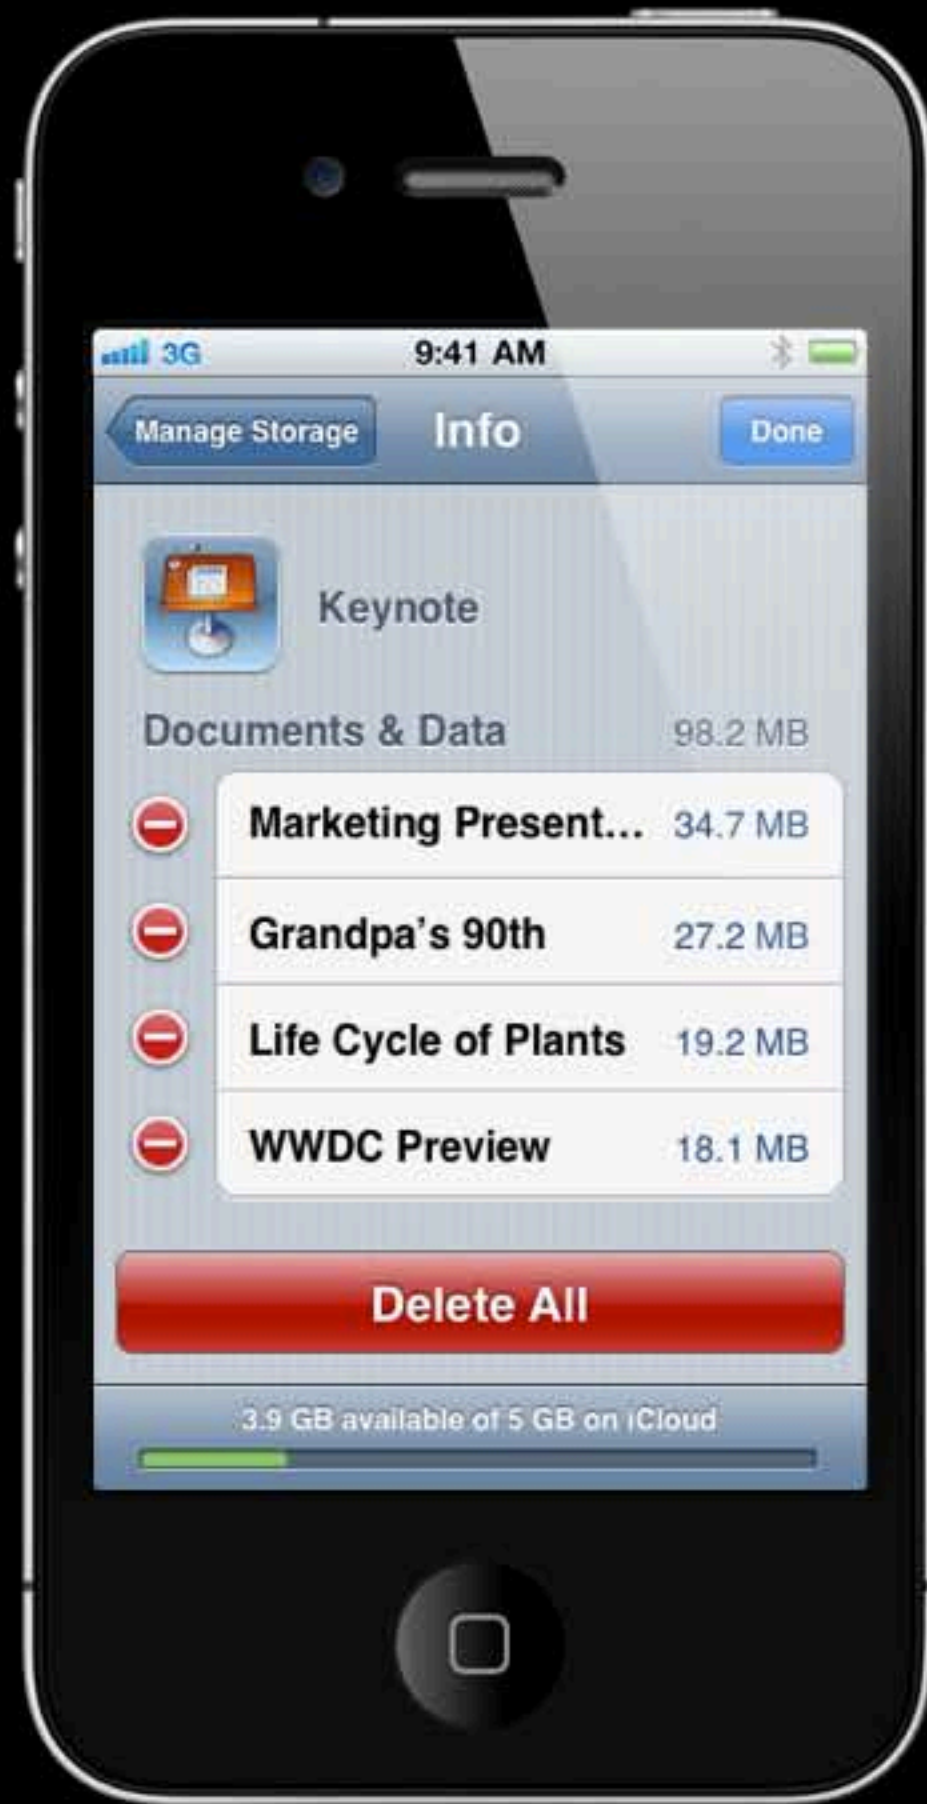 3G 9:41 AM
Manage Storage Info Done
Keynote
Documents & Data 98.2 MB
Marketing Present... 34.7 MB
Grandpa's 90th 27.2 MB
Life Cycle of Plants 19.2 MB
WWDC Preview 18.1 MB
Delete All
3.9 GB available of 5 GB on iCloud